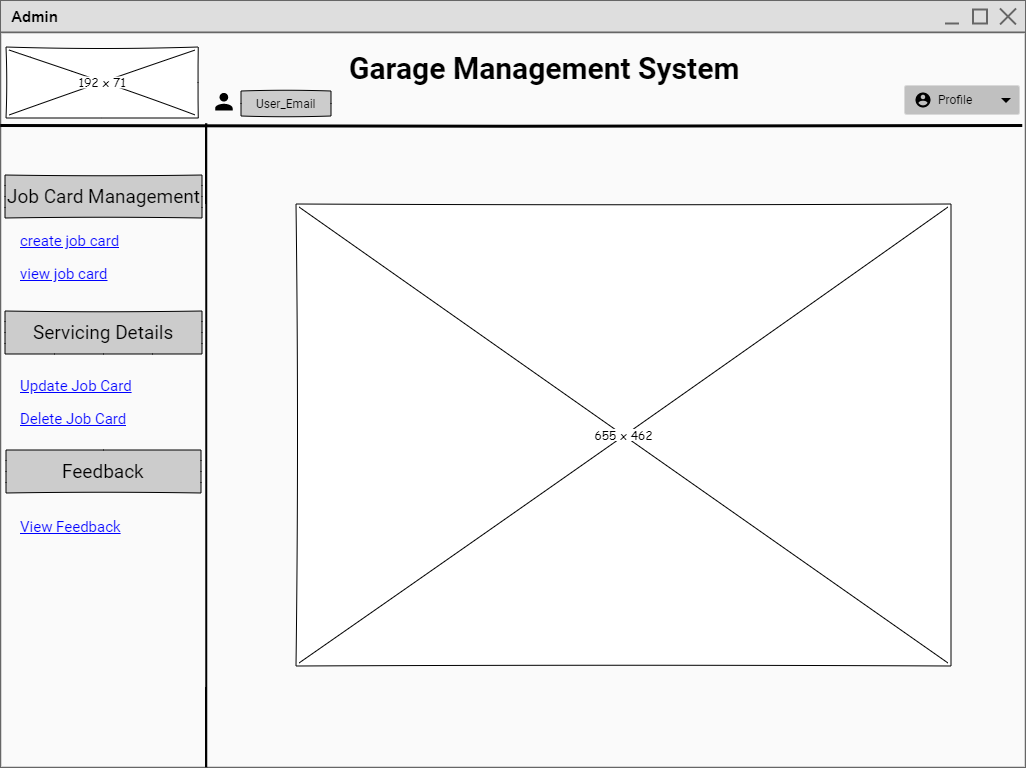 Admin
192 x 71
Garage Management System
User_Email
Profile
Job Card Management
create job card
view job card
Servicing Details
Update Job Card
Delete Job Card
Feedback
View Feedback
655 x 462